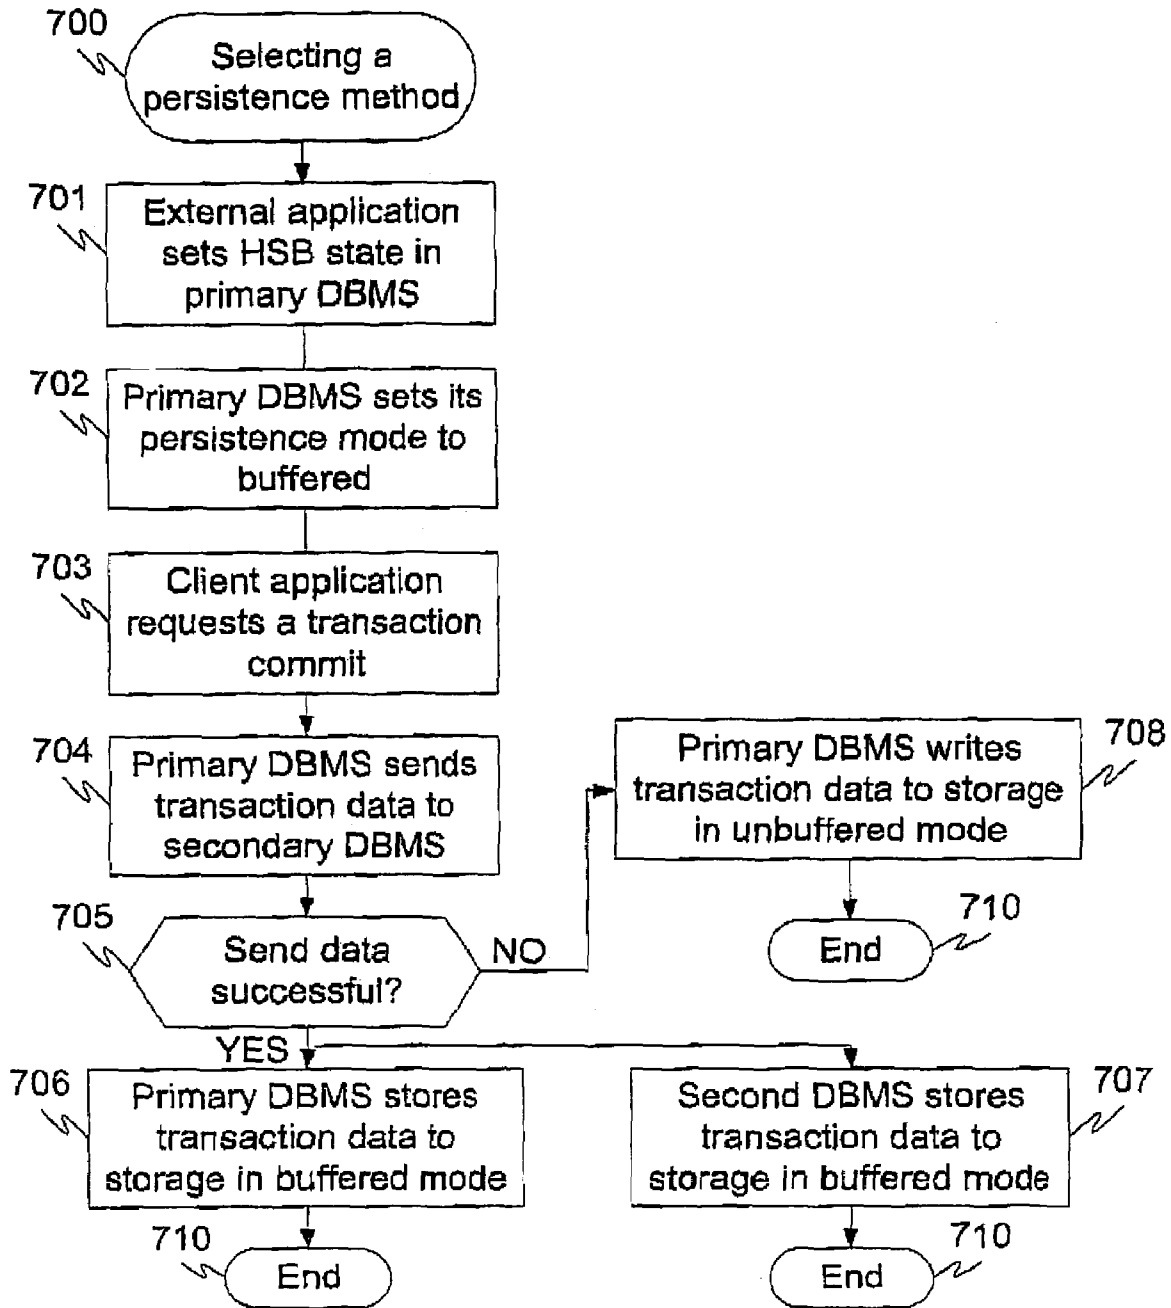 700
Selecting a
persistence method
701
External application
sets HSB state in
primary DBMS
702
Primary DBMS sets its
persistence mode to
buffered
703
Client application
requests a transaction
commit
704
Primary DBMS sends
transaction data to
secondary DBMS
708
Primary DBMS writes
transaction data to storage
in unbuffered mode
710
End
705
Send data
successful?
NO
YES
706
Primary DBMS stores
transaction data to
storage in buffered mode
707
Second DBMS stores
transaction data to
storage in buffered mode
710
End
710
End